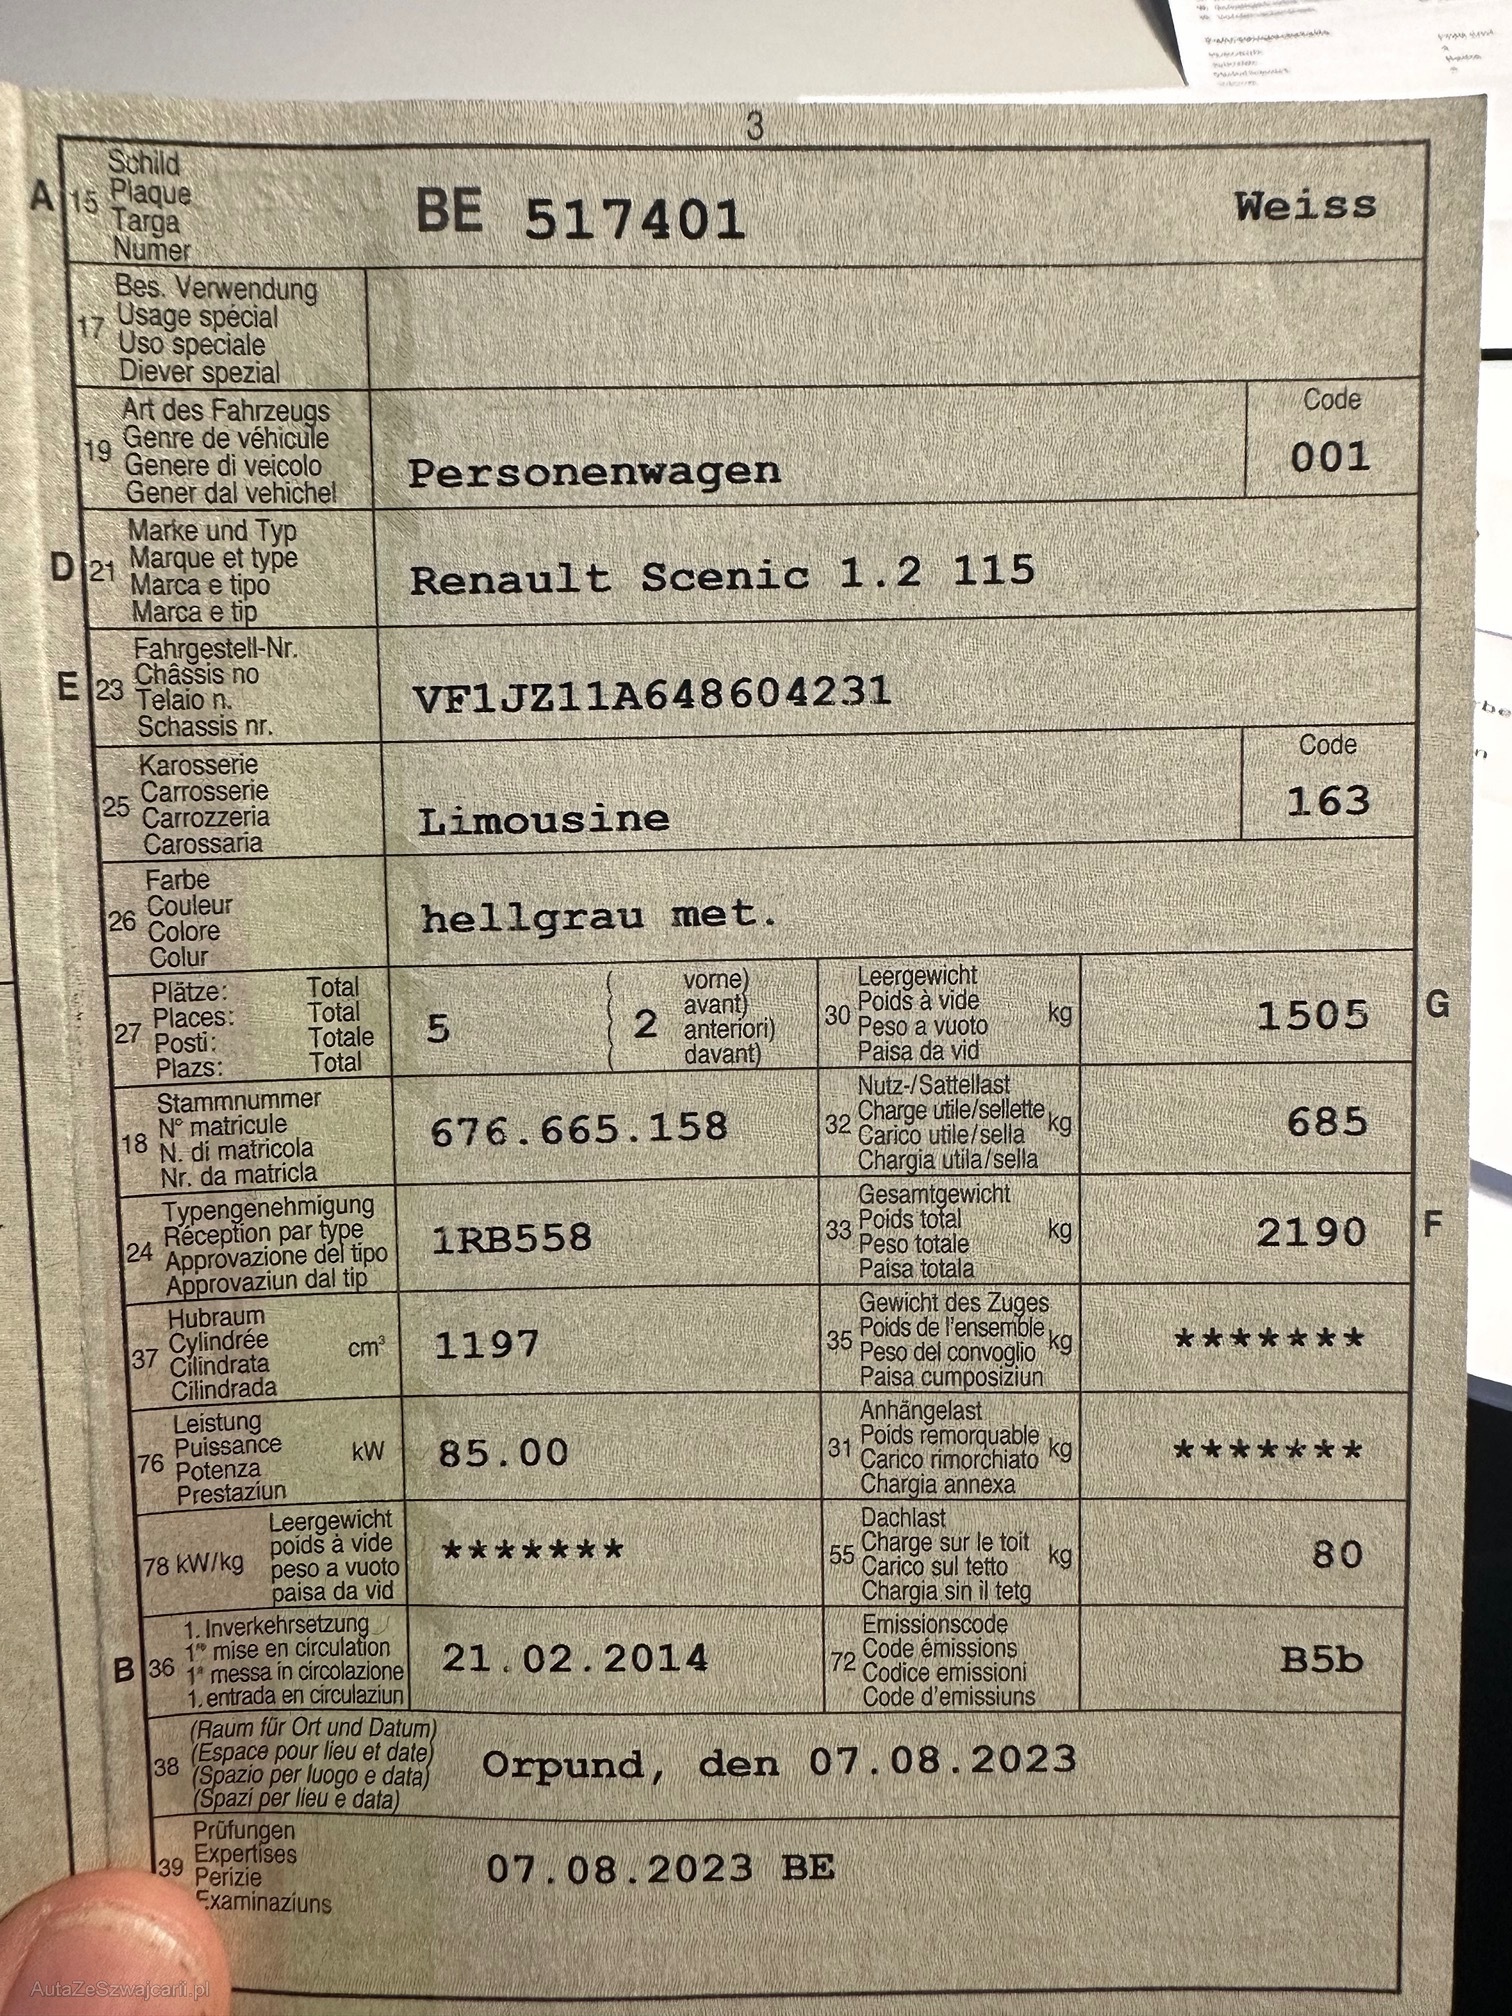 3
A 15 Schild
Plaque
Targa
Numer
BE 517401 Weiss
17 Bes. Verwendung
Usage spécial
Uso speciale
Diever spezial
19 Art des Fahrzeugs
Genre de véhicule
Genere di veicolo
Gener dal vehichel
Personenwagen
Code
001
D 21 Marke und Typ
Marque et type
Marca e tipo
Marca e tip
Renault Scenic 1.2 115
E 23 Fahrgestell-Nr.
Châssis no
Telaio n.
Schassis nr.
VF1JZ11A648604231
25 Karosserie
Carrosserie
Carrozzeria
Carossaria
Limousine
Code
163
26 Farbe
Couleur
Colore
Colur
hellgrau met.
27 Plätze: Total
Places: Total
Posti: Totale
Plazs: Total
5 ( 2 vorne)
avant)
anteriori)
davant)
30 Leergewicht
Poids à vide
Peso a vuoto
Paisa da vid
kg
1505 G
18 Stammnummer
N° matricule
N. di matricola
Nr. da matricla
676.665.158
32 Nutz-/Sattellast
Charge utile/sellette
Carico utile/sella
Chargia utila/sella
kg
685
24 Typengenehmigung
Réception par type
Approvazione del tipo
Approvaziun dal tip
1RB558
33 Gesamtgewicht
Poids total
Peso totale
Paisa totala
kg
2190 F
37 Hubraum
Cylindrée
Cilindrata
Cilindrada
cm³
1197
35 Gewicht des Zuges
Poids de l'ensemble
Peso del convoglio
Paisa cumposiziun
kg
*******
76 Leistung
Puissance
Potenza
Prestaziun
kW
85.00
31 Anhängelast
Poids remorquable
Carico rimorchiato
Chargia annexa
kg
*******
78 kW/kg Leergewicht
poids à vide
peso a vuoto
paisa da vid
*******
55 Dachlast
Charge sur le toit
Carico sul tetto
Chargia sin il tetg
kg
80
B 36 1. Inverkehrsetzung
1re mise en circulation
1a messa in circolazione
1. entrada en circulaziun
21.02.2014
72 Emissionscode
Code émissions
Codice emissioni
Code d'emissiuns
B5b
38 (Raum für Ort und Datum)
(Espace pour lieu et date)
(Spazio per luogo e data)
(Spazi per lieu e data)
Orpund, den 07.08.2023
39 Prüfungen
Expertises
Perizie
Examinaziuns
07.08.2023 BE
AutaZeSzwajcarii.pl